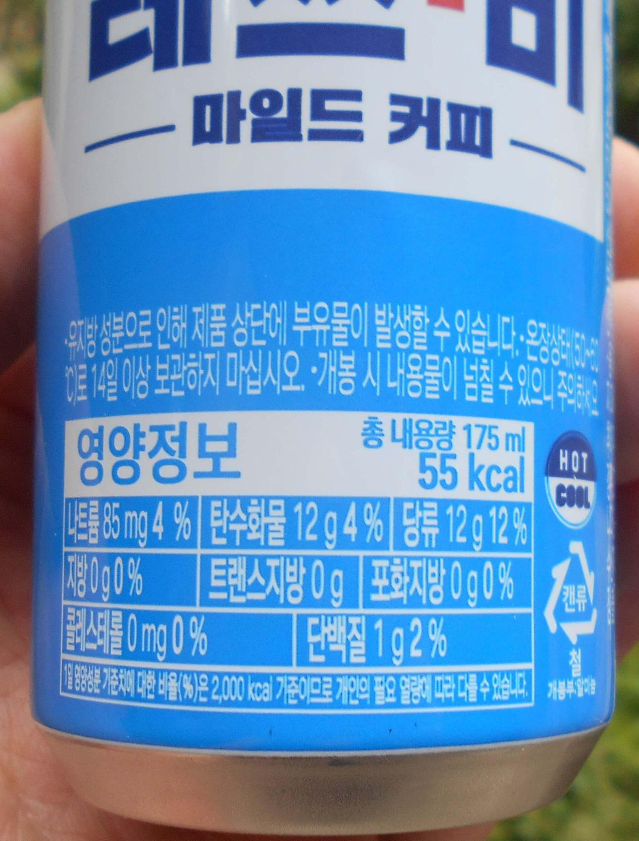 레쓰비
마일드 커피
·유지방 성분으로 인해 제품 상단에 부유물이 발생할 수 있습니다.·온장상태(50~60
℃)로 14일 이상 보관하지 마십시오. ·개봉 시 내용물이 넘칠 수 있으니 주의하세요
영양정보
총 내용량 175 ml
55 kcal
HOT
COOL
나트륨 85 mg 4 % 탄수화물 12 g 4 % 당류 12 g 12 %
지방 0 g 0 % 트랜스지방 0 g 포화지방 0 g 0 %
콜레스테롤 0 mg 0 % 단백질 1 g 2 %
1일 영양성분 기준치에 대한 비율(%)은 2,000 kcal 기준이므로 개인의 필요 열량에 따라 다를 수 있습니다.
캔류
철